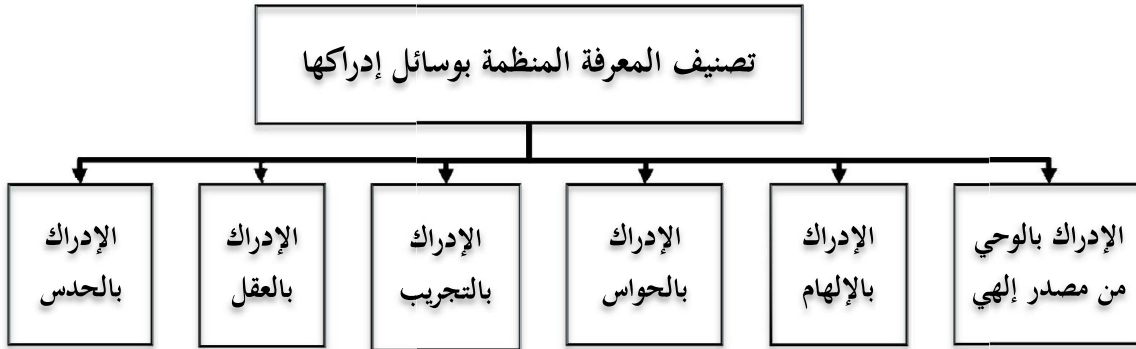 تصنيف المعرفة المنظمة بوسائل إدراكها
الإدراك بالوحي
من مصدر إلهي
الإدراك
بالإلهام
الإدراك
بالحواس
الإدراك
بالتجريب
الإدراك
بالعقل
الإدراك
بالحدس